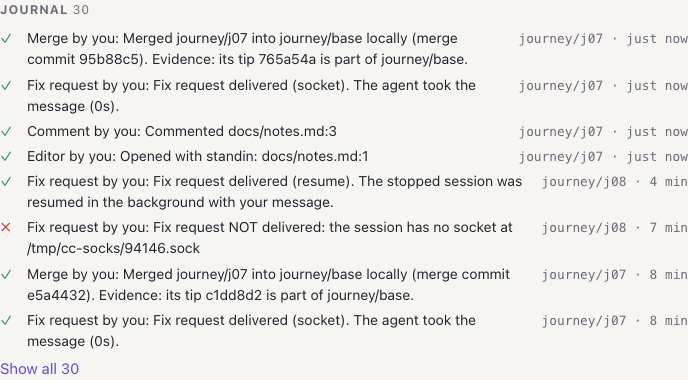 JOURNAL 30
✓ Merge by you: Merged journey/j07 into journey/base locally (merge journey/j07 · just now
commit 95b88c5). Evidence: its tip 765a54a is part of journey/base.
✓ Fix request by you: Fix request delivered (socket). The agent took the journey/j07 · just now
message (0s).
✓ Comment by you: Commented docs/notes.md:3 journey/j07 · just now
✓ Editor by you: Opened with standin: docs/notes.md:1 journey/j07 · just now
✓ Fix request by you: Fix request delivered (resume). The stopped session was journey/j08 · 4 min
resumed in the background with your message.
✕ Fix request by you: Fix request NOT delivered: the session has no socket at journey/j08 · 7 min
/tmp/cc-socks/94146.sock
✓ Merge by you: Merged journey/j07 into journey/base locally (merge commit journey/j07 · 8 min
e5a4432). Evidence: its tip c1dd8d2 is part of journey/base.
✓ Fix request by you: Fix request delivered (socket). The agent took the journey/j07 · 8 min
message (0s).
Show all 30